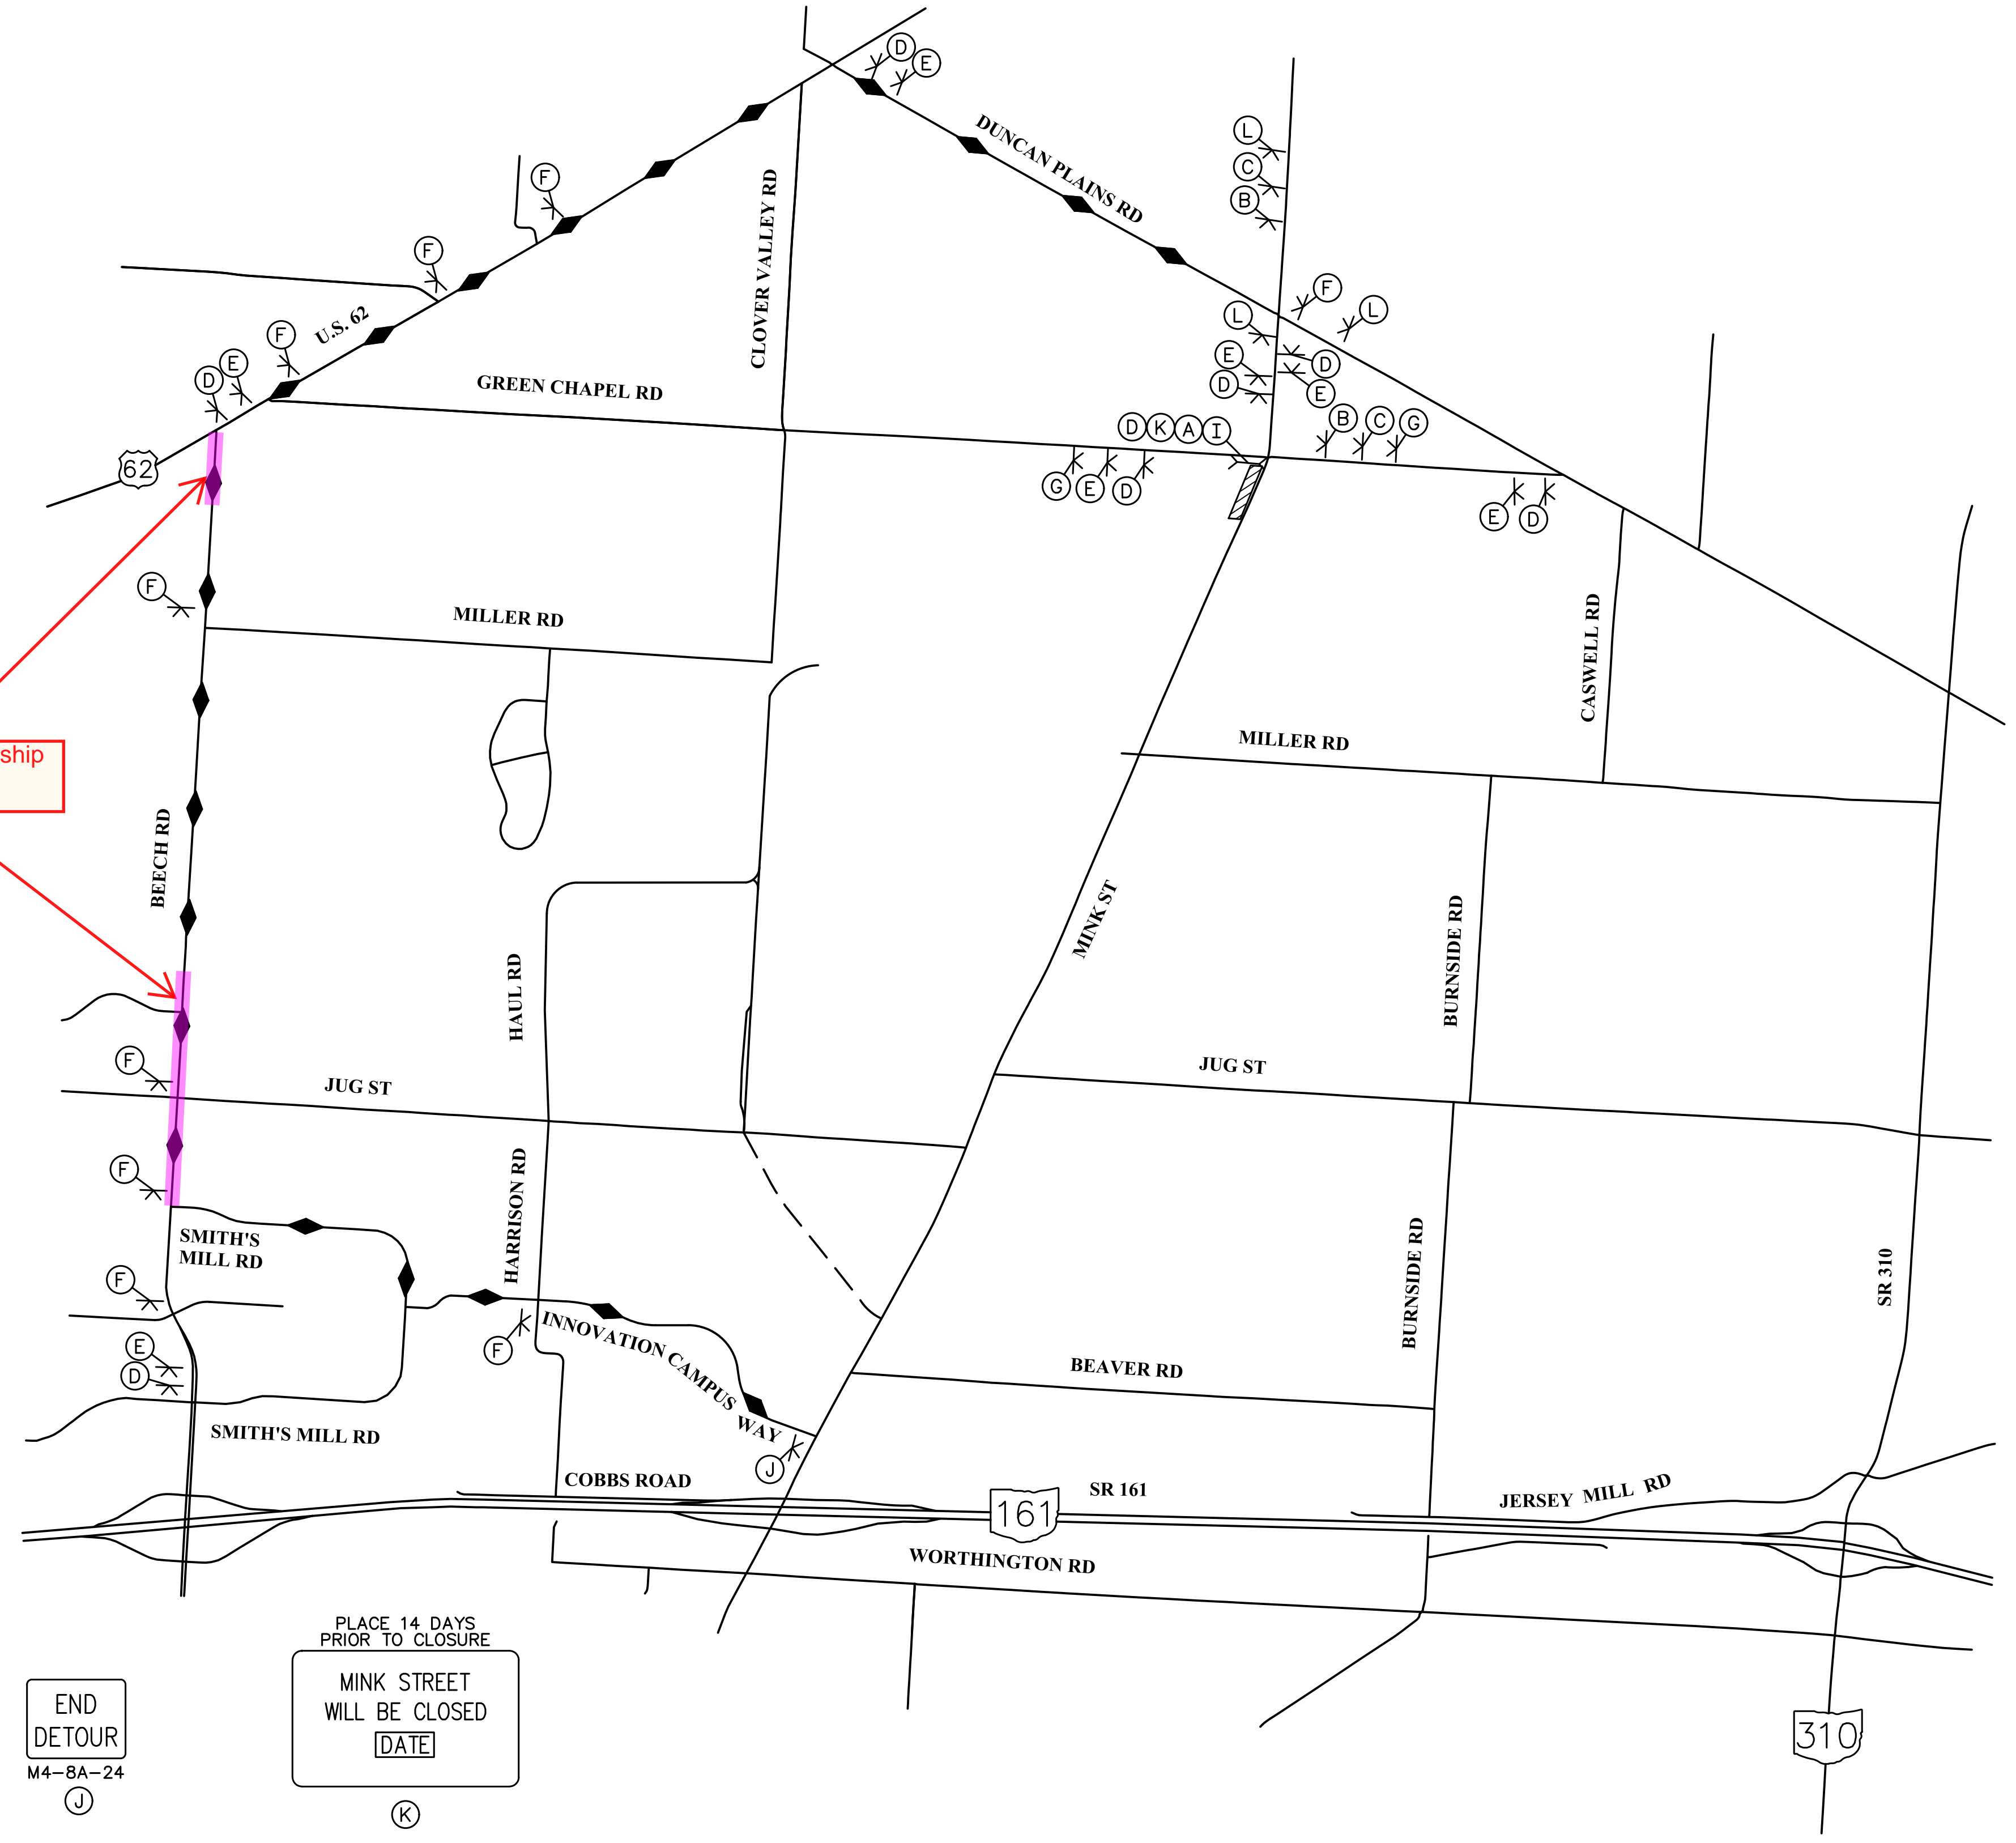 D
E
L
C
B
DUNCAN PLAINS RD
CLOVER VALLEY RD
F
F
U.S. 62
F
E
D
GREEN CHAPEL RD
62
F
L
L
E
D
D
E
D K A I
B C G
G E D
E D
F
MILLER RD
CASWELL RD
ship
MILLER RD
BEECH RD
MINK ST
BURNSIDE RD
HAUL RD
F
JUG ST
JUG ST
F
HARRISON RD
SMITH'S
MILL RD
BURNSIDE RD
SR 310
F
F
INNOVATION CAMPUS
WAY
E
D
BEAVER RD
SMITH'S MILL RD
J
COBBS ROAD
161
SR 161
JERSEY MILL RD
WORTHINGTON RD
310
END
DETOUR
M4-8A-24
J
PLACE 14 DAYS
PRIOR TO CLOSURE
MINK STREET
WILL BE CLOSED
DATE
K